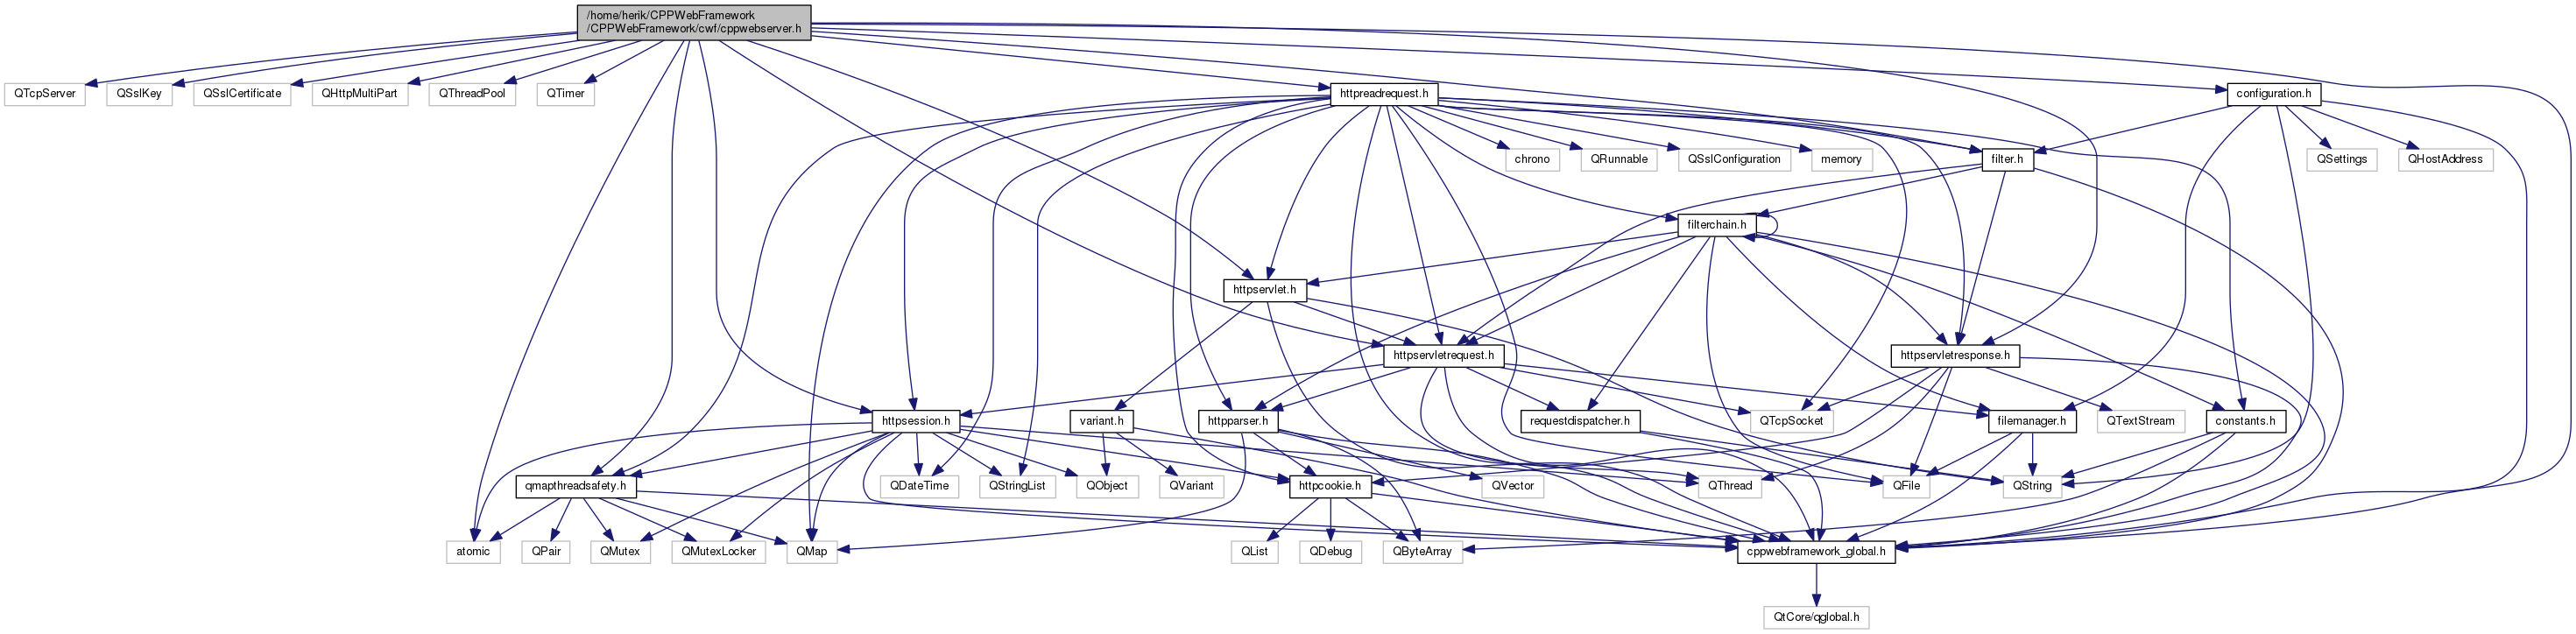 /home/herik/CPPWebFramework
/CPPWebFramework/cwf/cppwebserver.h
QTcpServer
QSslKey
QSslCertificate
QHttpMultiPart
QThreadPool
QTimer
httpreadrequest.h
configuration.h
chrono
QRunnable
QSslConfiguration
memory
filter.h
QSettings
QHostAddress
filterchain.h
httpservlet.h
httpservletrequest.h
httpservletresponse.h
httpsession.h
variant.h
httpparser.h
requestdispatcher.h
QTcpSocket
filemanager.h
QTextStream
constants.h
qmapthreadsafety.h
QDateTime
QStringList
QObject
QVariant
httpcookie.h
QVector
QThread
QFile
QString
atomic
QPair
QMutex
QMutexLocker
QMap
QList
QDebug
QByteArray
cppwebframework_global.h
QtCore/qglobal.h